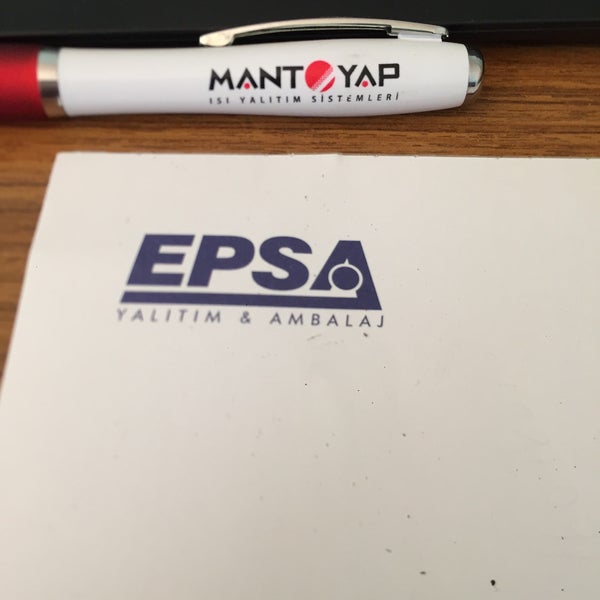 MANTOYAP
ISI YALITIM SİSTEMLERİ
EPSA
YALITIM & AMBALAJ